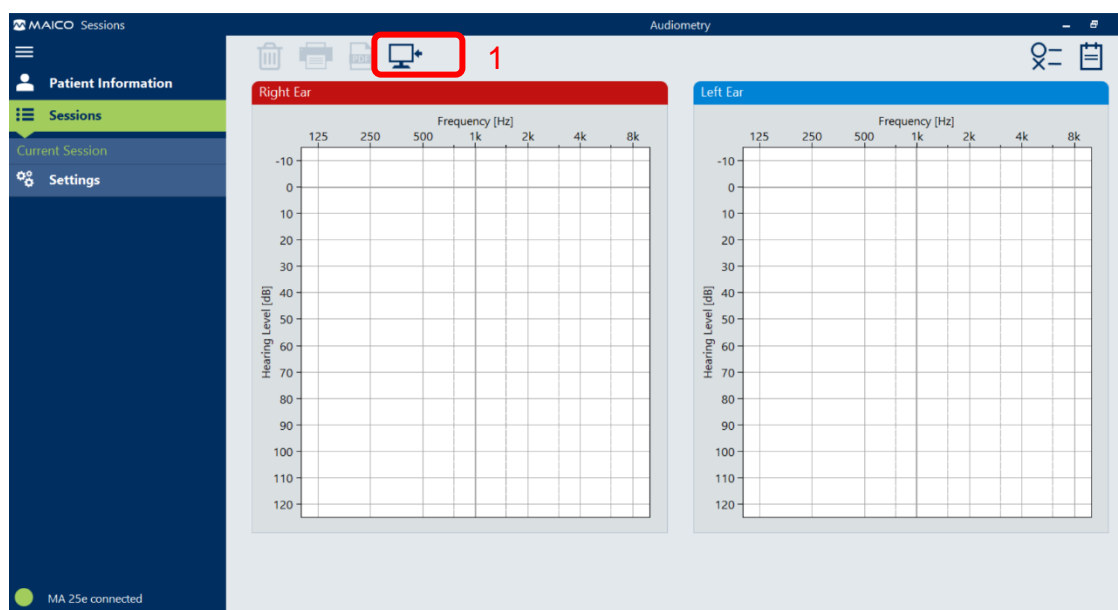 MAICO Sessions
Audiometry
PDF
1
Patient Information
Sessions
Current Session
Settings
Right Ear
Frequency [Hz]
125 250 500 1k 2k 4k 8k
Hearing Level [dB]
-10
0
10
20
30
40
50
60
70
80
90
100
110
120
Left Ear
Frequency [Hz]
125 250 500 1k 2k 4k 8k
Hearing Level [dB]
-10
0
10
20
30
40
50
60
70
80
90
100
110
120
MA 25e connected